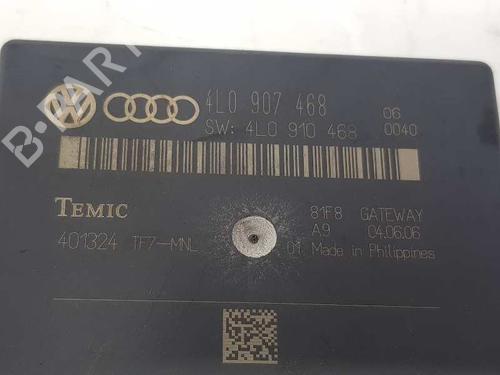 4L0 907 468 06
SW: 4L0 910 468 0040
TEMIC 81F8 GATEWAY
A9 04.06.06
401324 TF7-MNL 01 Made in Philippines
B-PARTS